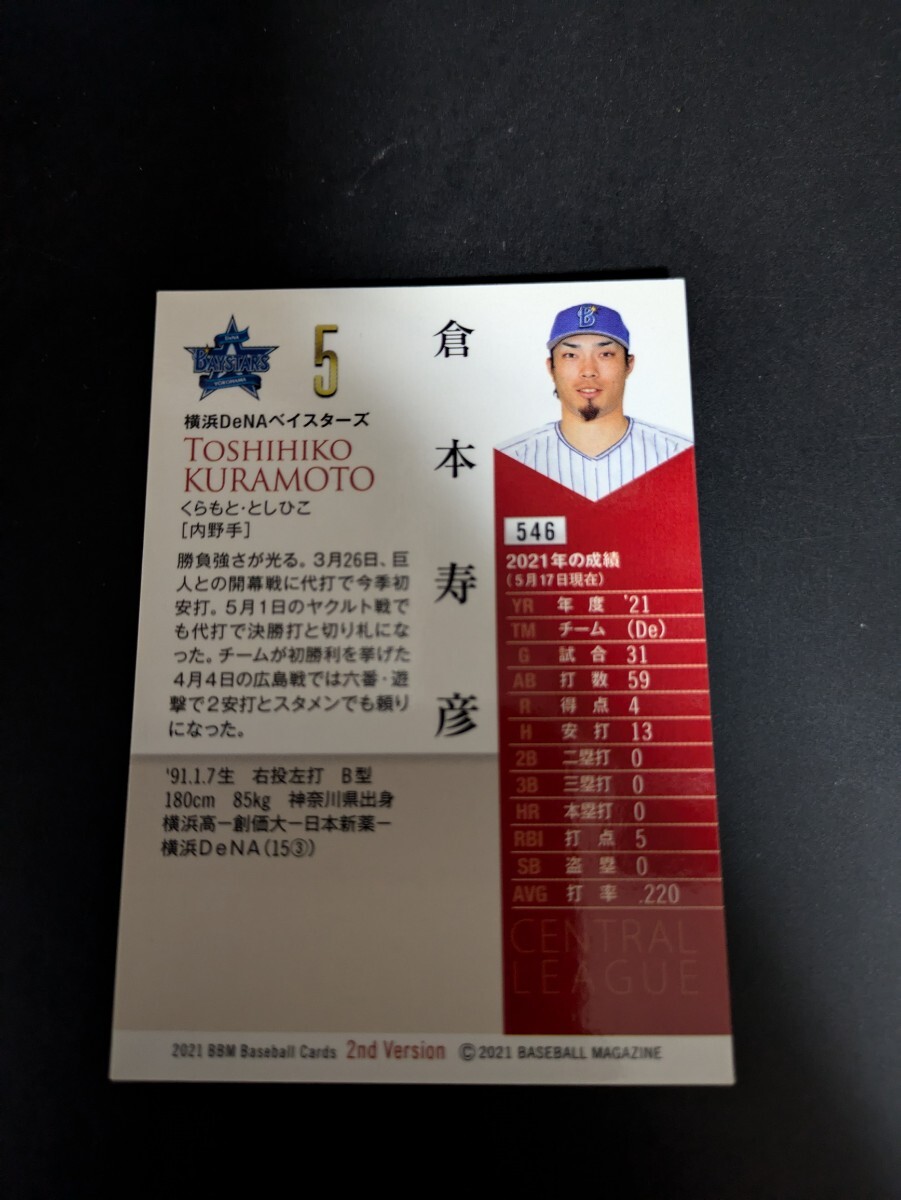 DeNA
BAYSTARS
YOKOHAMA
5
横浜DeNAベイスターズ
TOSHIHIKO
KURAMOTO
くらもと・としひこ
[内野手]
勝負強さが光る。3月26日、巨
人との開幕戦に代打で今季初
安打。5月1日のヤクルト戦で
も代打で決勝打と切り札にな
った。チームが初勝利を挙げた
4月4日の広島戦では六番・遊
撃で2安打とスタメンでも頼り
になった。
倉本寿彦
'91.1.7生 右投左打 B型
180cm 85kg 神奈川県出身
横浜高ー創価大ー日本新薬ー
横浜DeNA(15③)
B
546
2021年の成績
(5月17日現在)
YR 年度 '21
TM チーム (De)
G 試合 31
AB 打数 59
R 得点 4
H 安打 13
2B 二塁打 0
3B 三塁打 0
HR 本塁打 0
RBI 打点 5
SB 盗塁 0
AVG 打率 .220
CENTRAL
LEAGUE
2021 BBM Baseball Cards 2nd Version ©2021 BASEBALL MAGAZINE